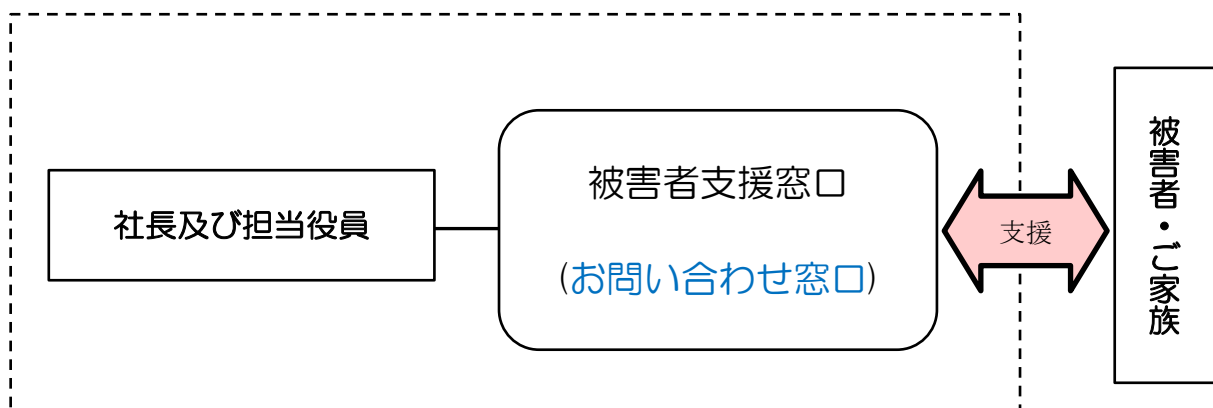 社長及び担当役員
被害者支援窓口
(お問い合わせ窓口)
支援
被害者・ご家族